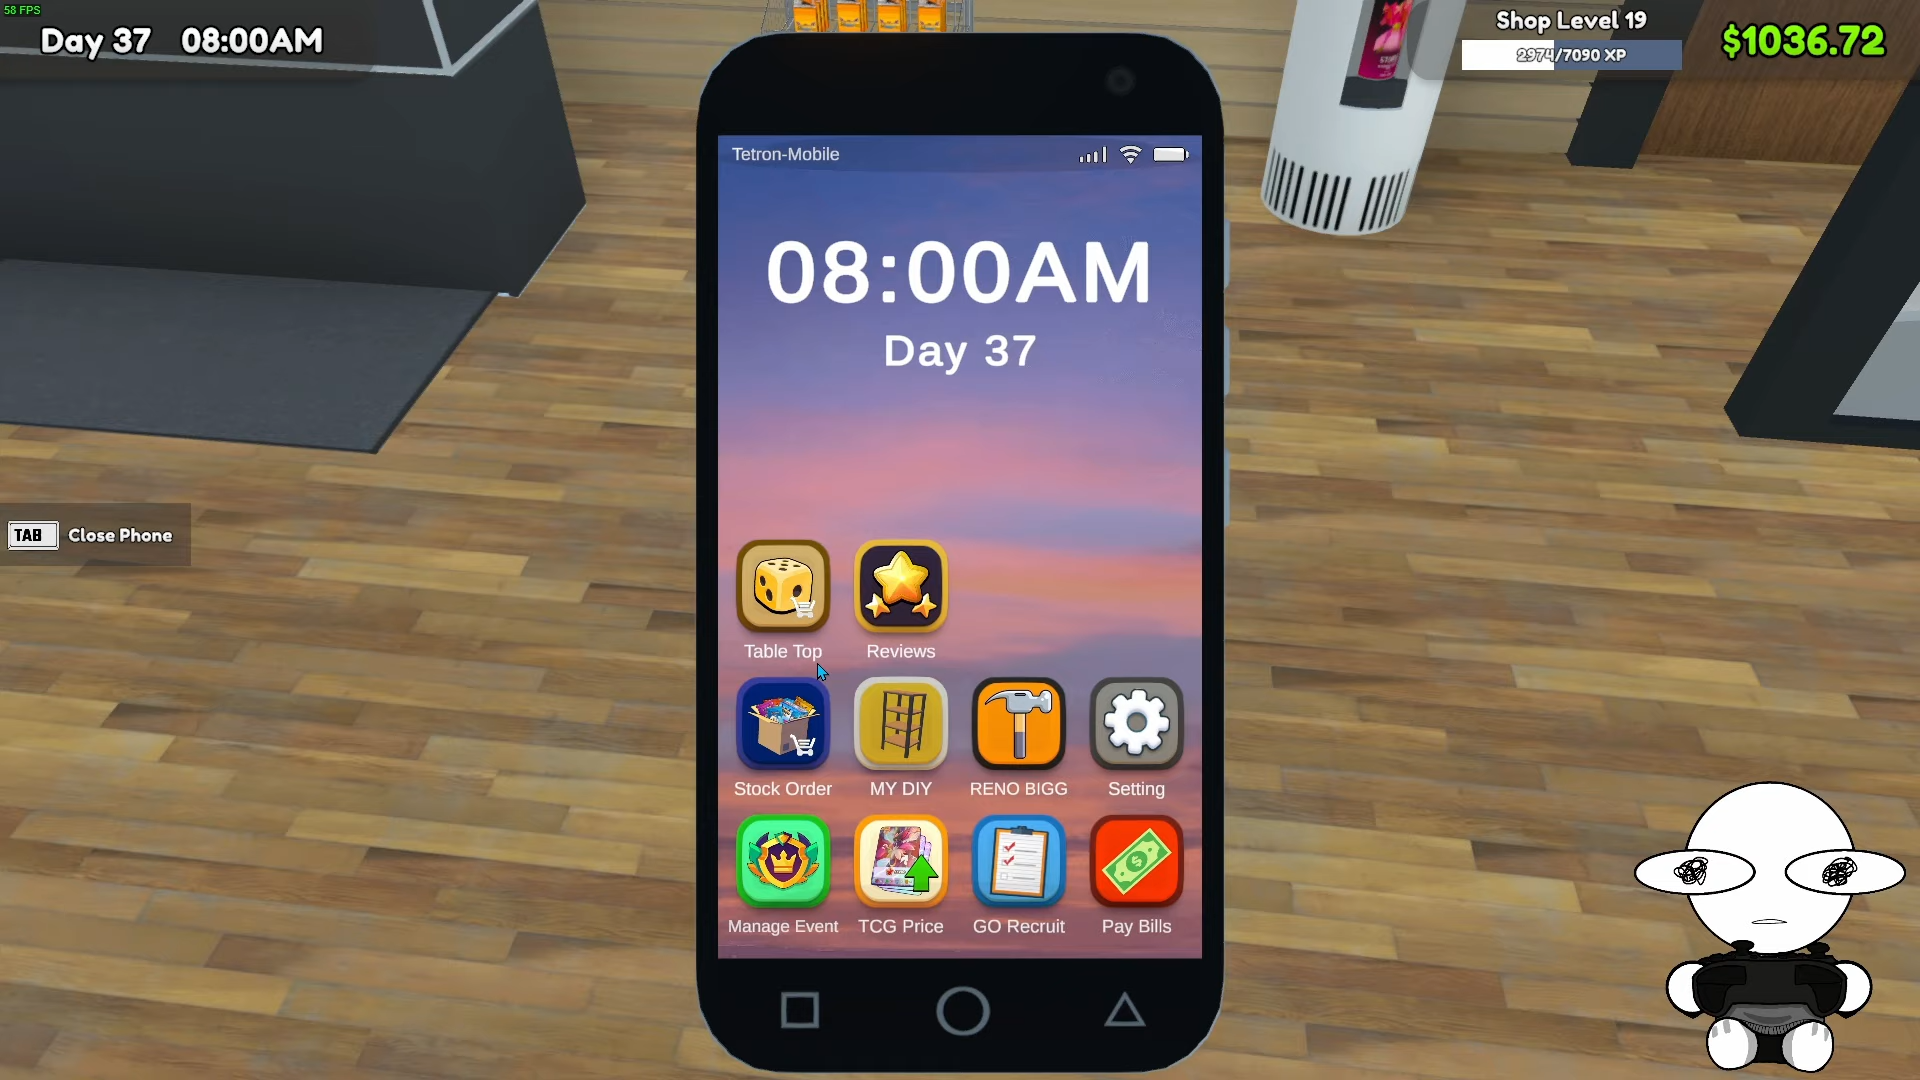 58 FPS
Day 37 08:00AM
Shop Level 19
2974/7090 XP
$1036.72
Tetron-Mobile
08:00AM
Day 37
TAB Close Phone
Table Top Reviews
Stock Order MY DIY RENO BIGG Setting
Manage Event TCG Price GO Recruit Pay Bills